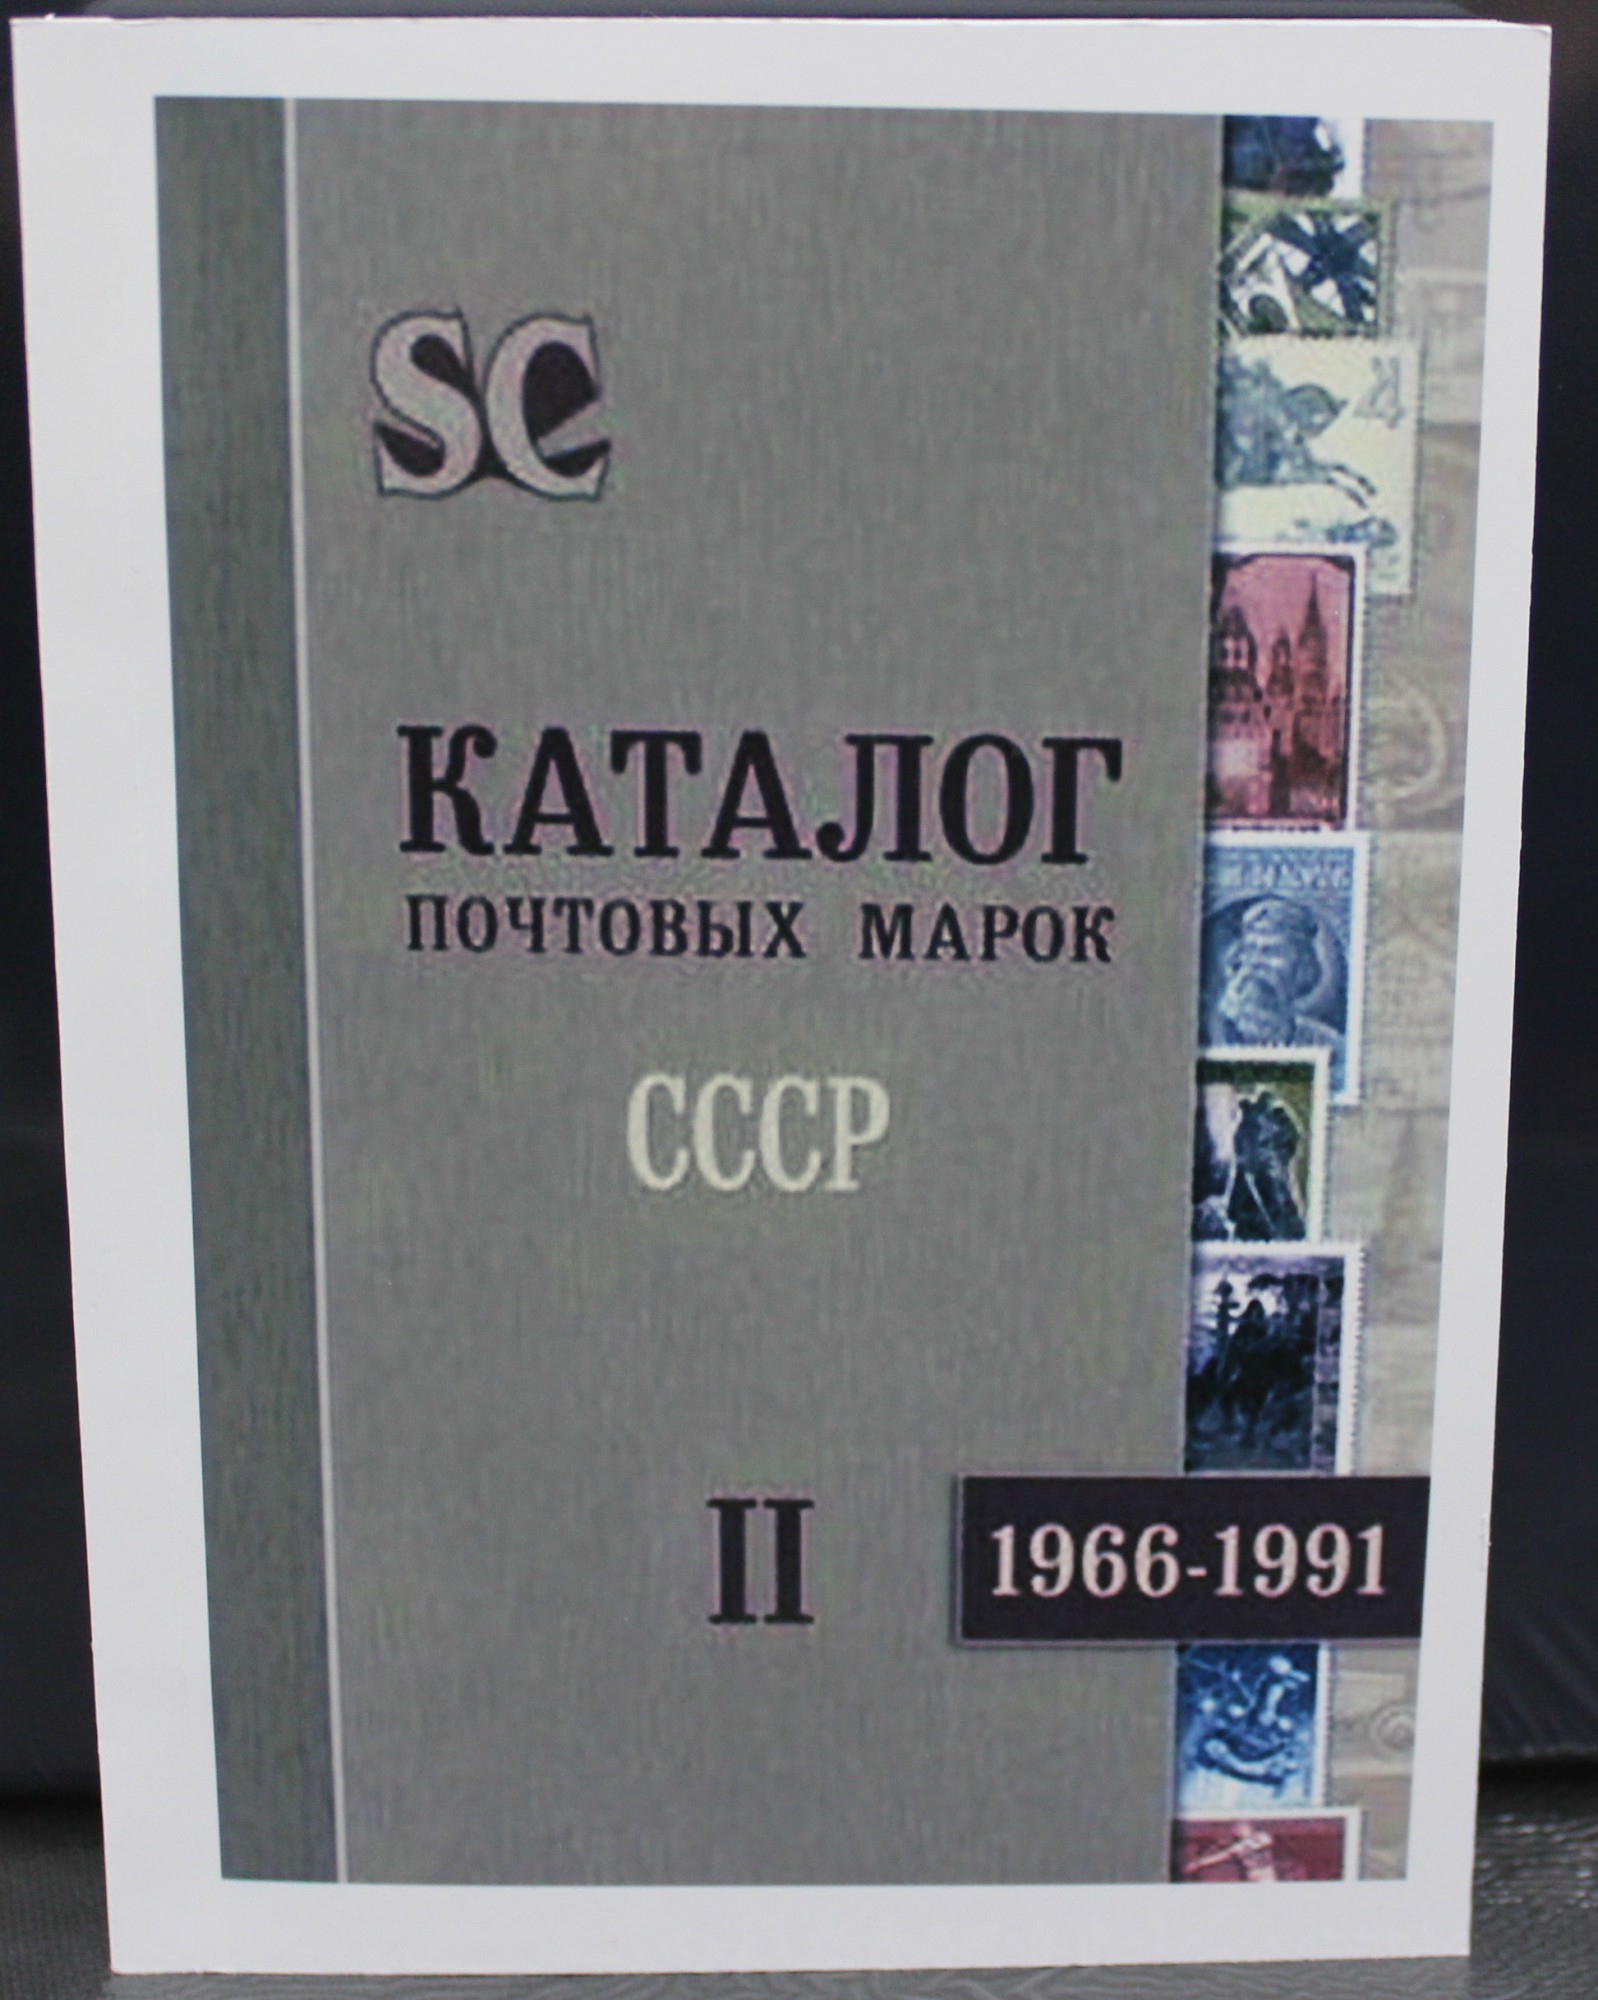 SC
КАТАЛОГ
ПОЧТОВЫХ МАРОК
СССР
II
1966-1991